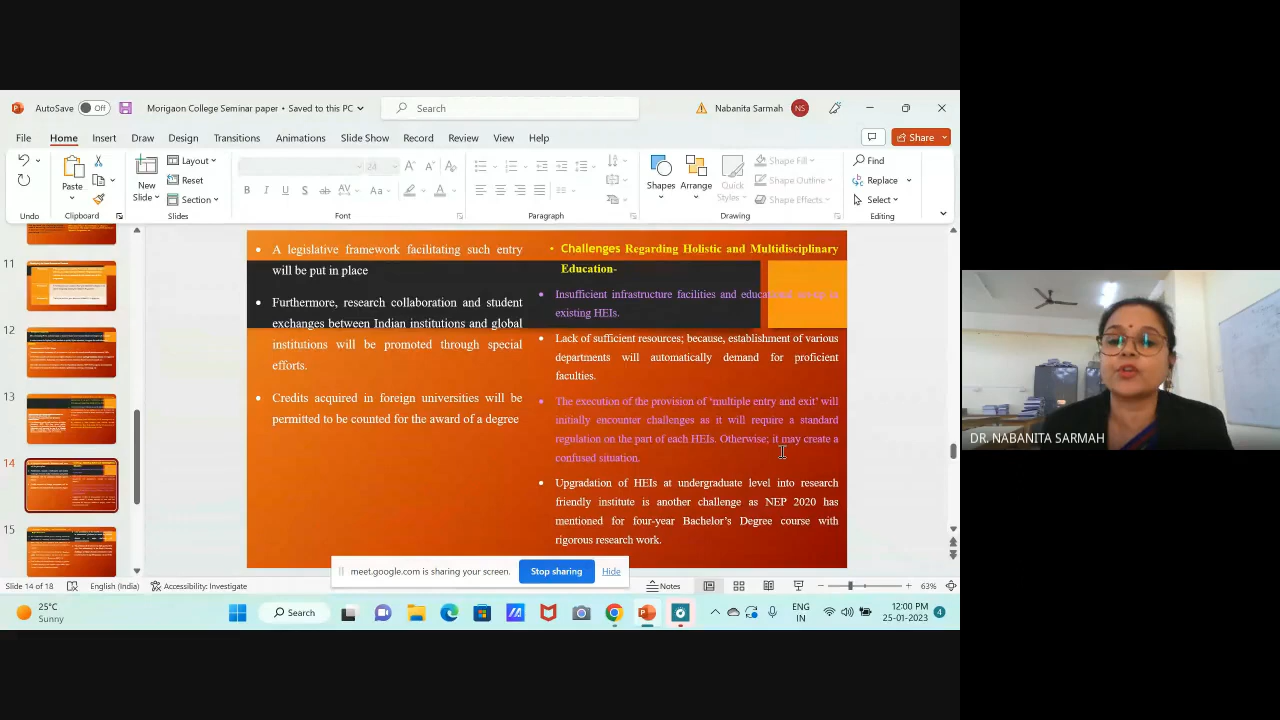 AutoSave
Off
Morigaon College Seminar paper • Saved to this PC
Search
Nabanita Sarmah
NS
File
Home
Insert
Draw
Design
Transitions
Animations
Slide Show
Record
Review
View
Help
Share
Undo
Paste
Clipboard
New
Slide
Layout
Reset
Section
Slides
24
B I U S ab AV Aa A
Font
Paragraph
Shapes
Arrange
Quick
Styles
Shape Fill
Shape Outline
Shape Effects
Drawing
Find
Replace
Select
Editing
11
12
13
14
15
• A legislative framework facilitating such entry
will be put in place
• Furthermore, research collaboration and student
exchanges between Indian institutions and global
institutions will be promoted through special
efforts.
• Credits acquired in foreign universities will be
permitted to be counted for the award of a degree
• Challenges Regarding Holistic and Multidisciplinary
Education-
• Insufficient infrastructure facilities and educational set-up in
existing HEIs.
• Lack of sufficient resources; because, establishment of various
departments will automatically demand for proficient
faculties.
• The execution of the provision of ‘multiple entry and exit’ will
initially encounter challenges as it will require a standard
regulation on the part of each HEIs. Otherwise; it may create a
confused situation.
• Upgradation of HEIs at undergraduate level into research
friendly institute is another challenge as NEP 2020 has
mentioned for four-year Bachelor’s Degree course with
rigorous research work.
meet.google.com is sharing your screen.
Stop sharing
Hide
Slide 14 of 18
English (India)
Accessibility: Investigate
Notes
63%
25°C
Sunny
Search
ENG
IN
12:00 PM
25-01-2023
4
DR. NABANITA SARMAH